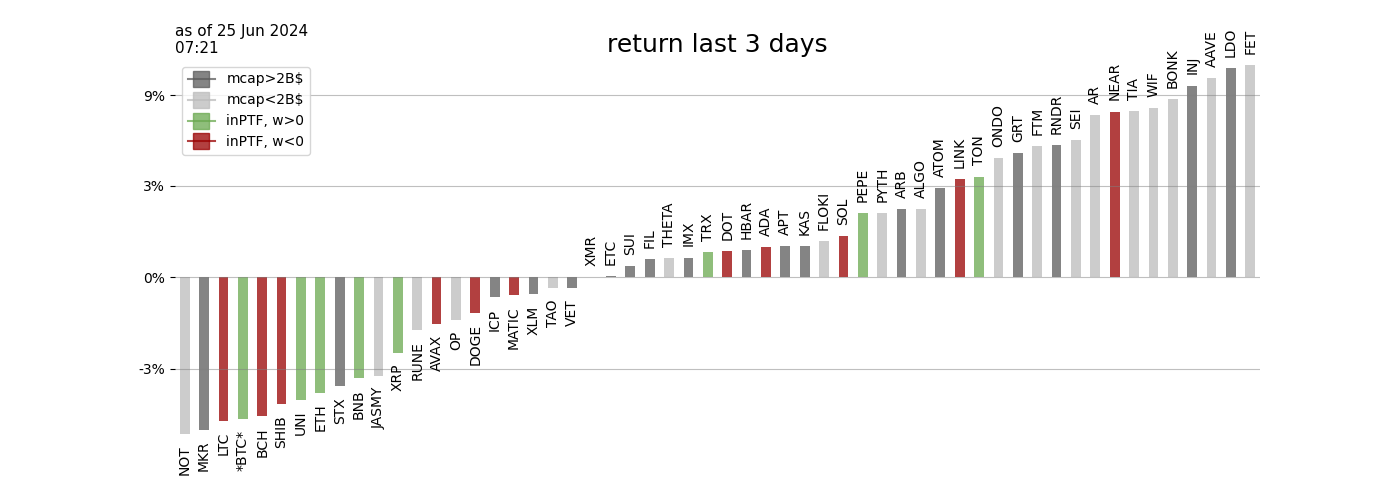 as of 25 Jun 2024
07:21
return last 3 days
mcap>2B$
mcap<2B$
inPTF, w>0
inPTF, w<0
9%
3%
0%
-3%
NOT
MKR
LTC
*BTC*
BCH
SHIB
UNI
ETH
STX
BNB
JASMY
XRP
RUNE
AVAX
OP
DOGE
ICP
MATIC
XLM
TAO
VET
XMR
ETC
SUI
FIL
THETA
IMX
TRX
DOT
HBAR
ADA
APT
KAS
FLOKI
SOL
PEPE
PYTH
ARB
ALGO
ATOM
LINK
TON
ONDO
GRT
FTM
RNDR
SEI
AR
NEAR
TIA
WIF
BONK
INJ
AAVE
LDO
FET